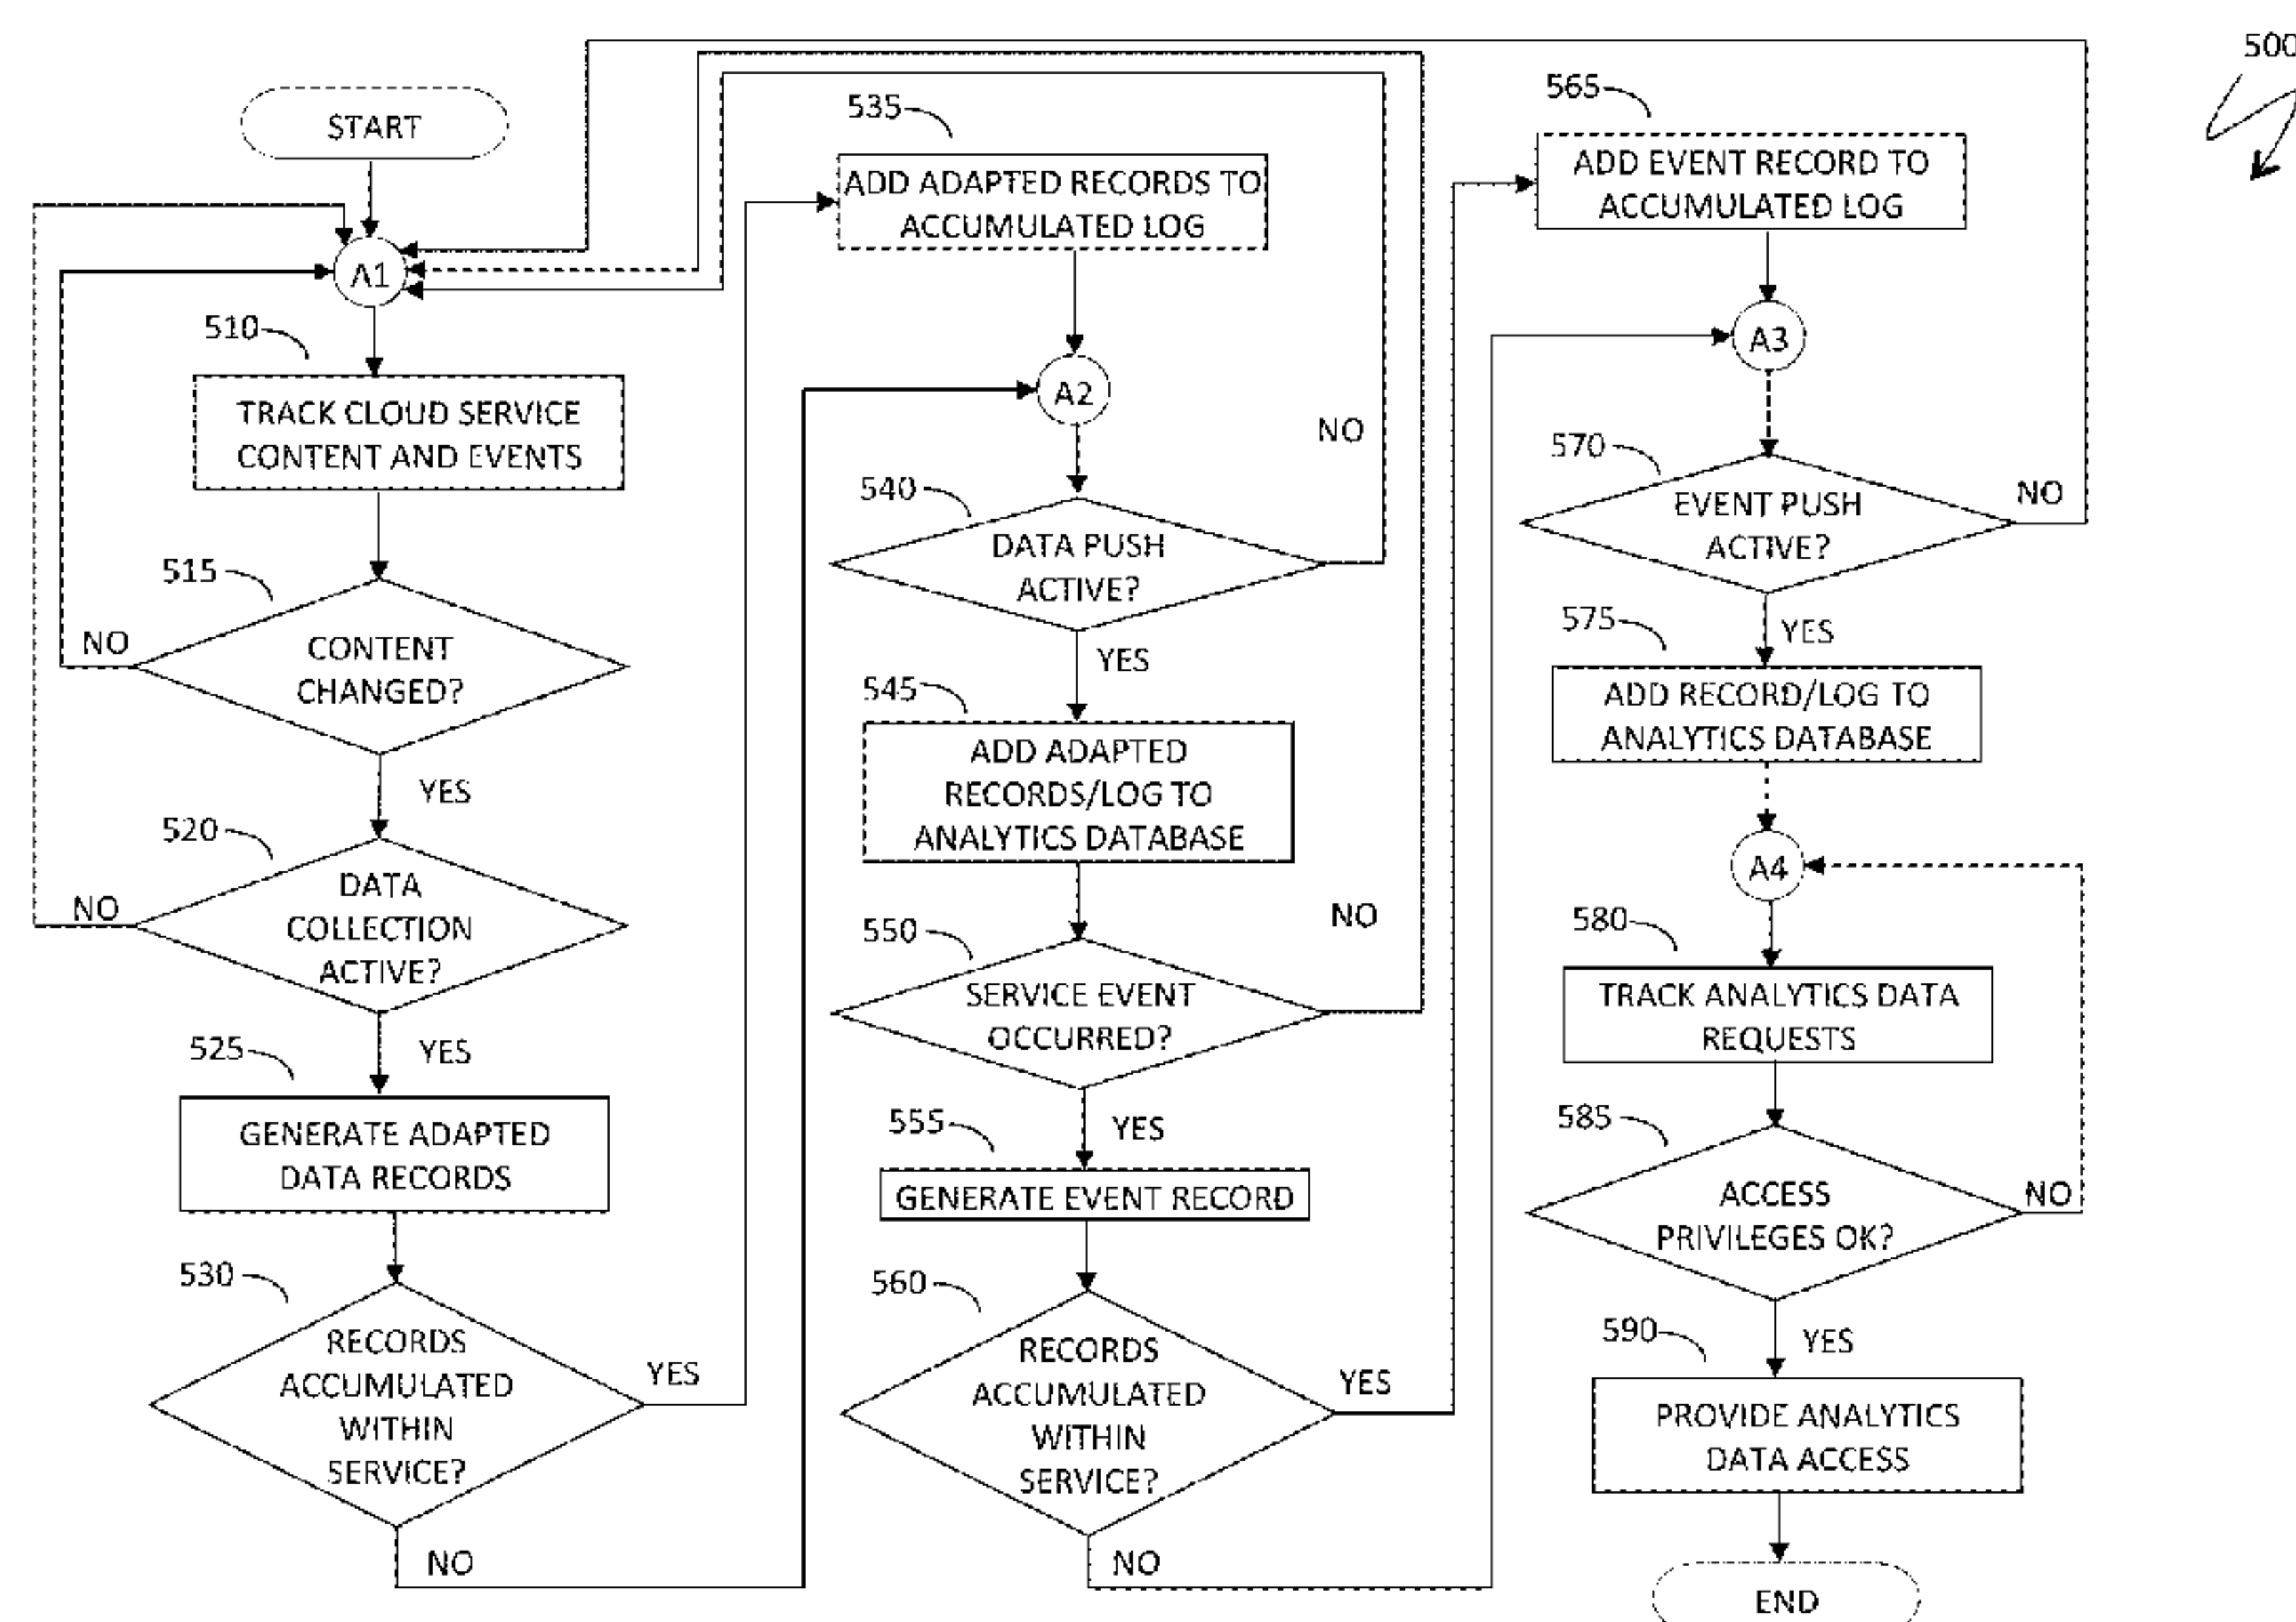 500
START
A1
510
TRACK CLOUD SERVICE
CONTENT AND EVENTS
515
CONTENT
CHANGED?
NO
YES
520
DATA
COLLECTION
ACTIVE?
NO
YES
525
GENERATE ADAPTED
DATA RECORDS
530
RECORDS
ACCUMULATED
WITHIN
SERVICE?
YES
NO
535
ADD ADAPTED RECORDS TO
ACCUMULATED LOG
A2
540
DATA PUSH
ACTIVE?
NO
YES
545
ADD ADAPTED
RECORDS/LOG TO
ANALYTICS DATABASE
550
SERVICE EVENT
OCCURRED?
NO
YES
555
GENERATE EVENT RECORD
560
RECORDS
ACCUMULATED
WITHIN
SERVICE?
YES
NO
565
ADD EVENT RECORD TO
ACCUMULATED LOG
A3
570
EVENT PUSH
ACTIVE?
NO
YES
575
ADD RECORD/LOG TO
ANALYTICS DATABASE
A4
580
TRACK ANALYTICS DATA
REQUESTS
585
ACCESS
PRIVILEGES OK?
NO
YES
590
PROVIDE ANALYTICS
DATA ACCESS
END